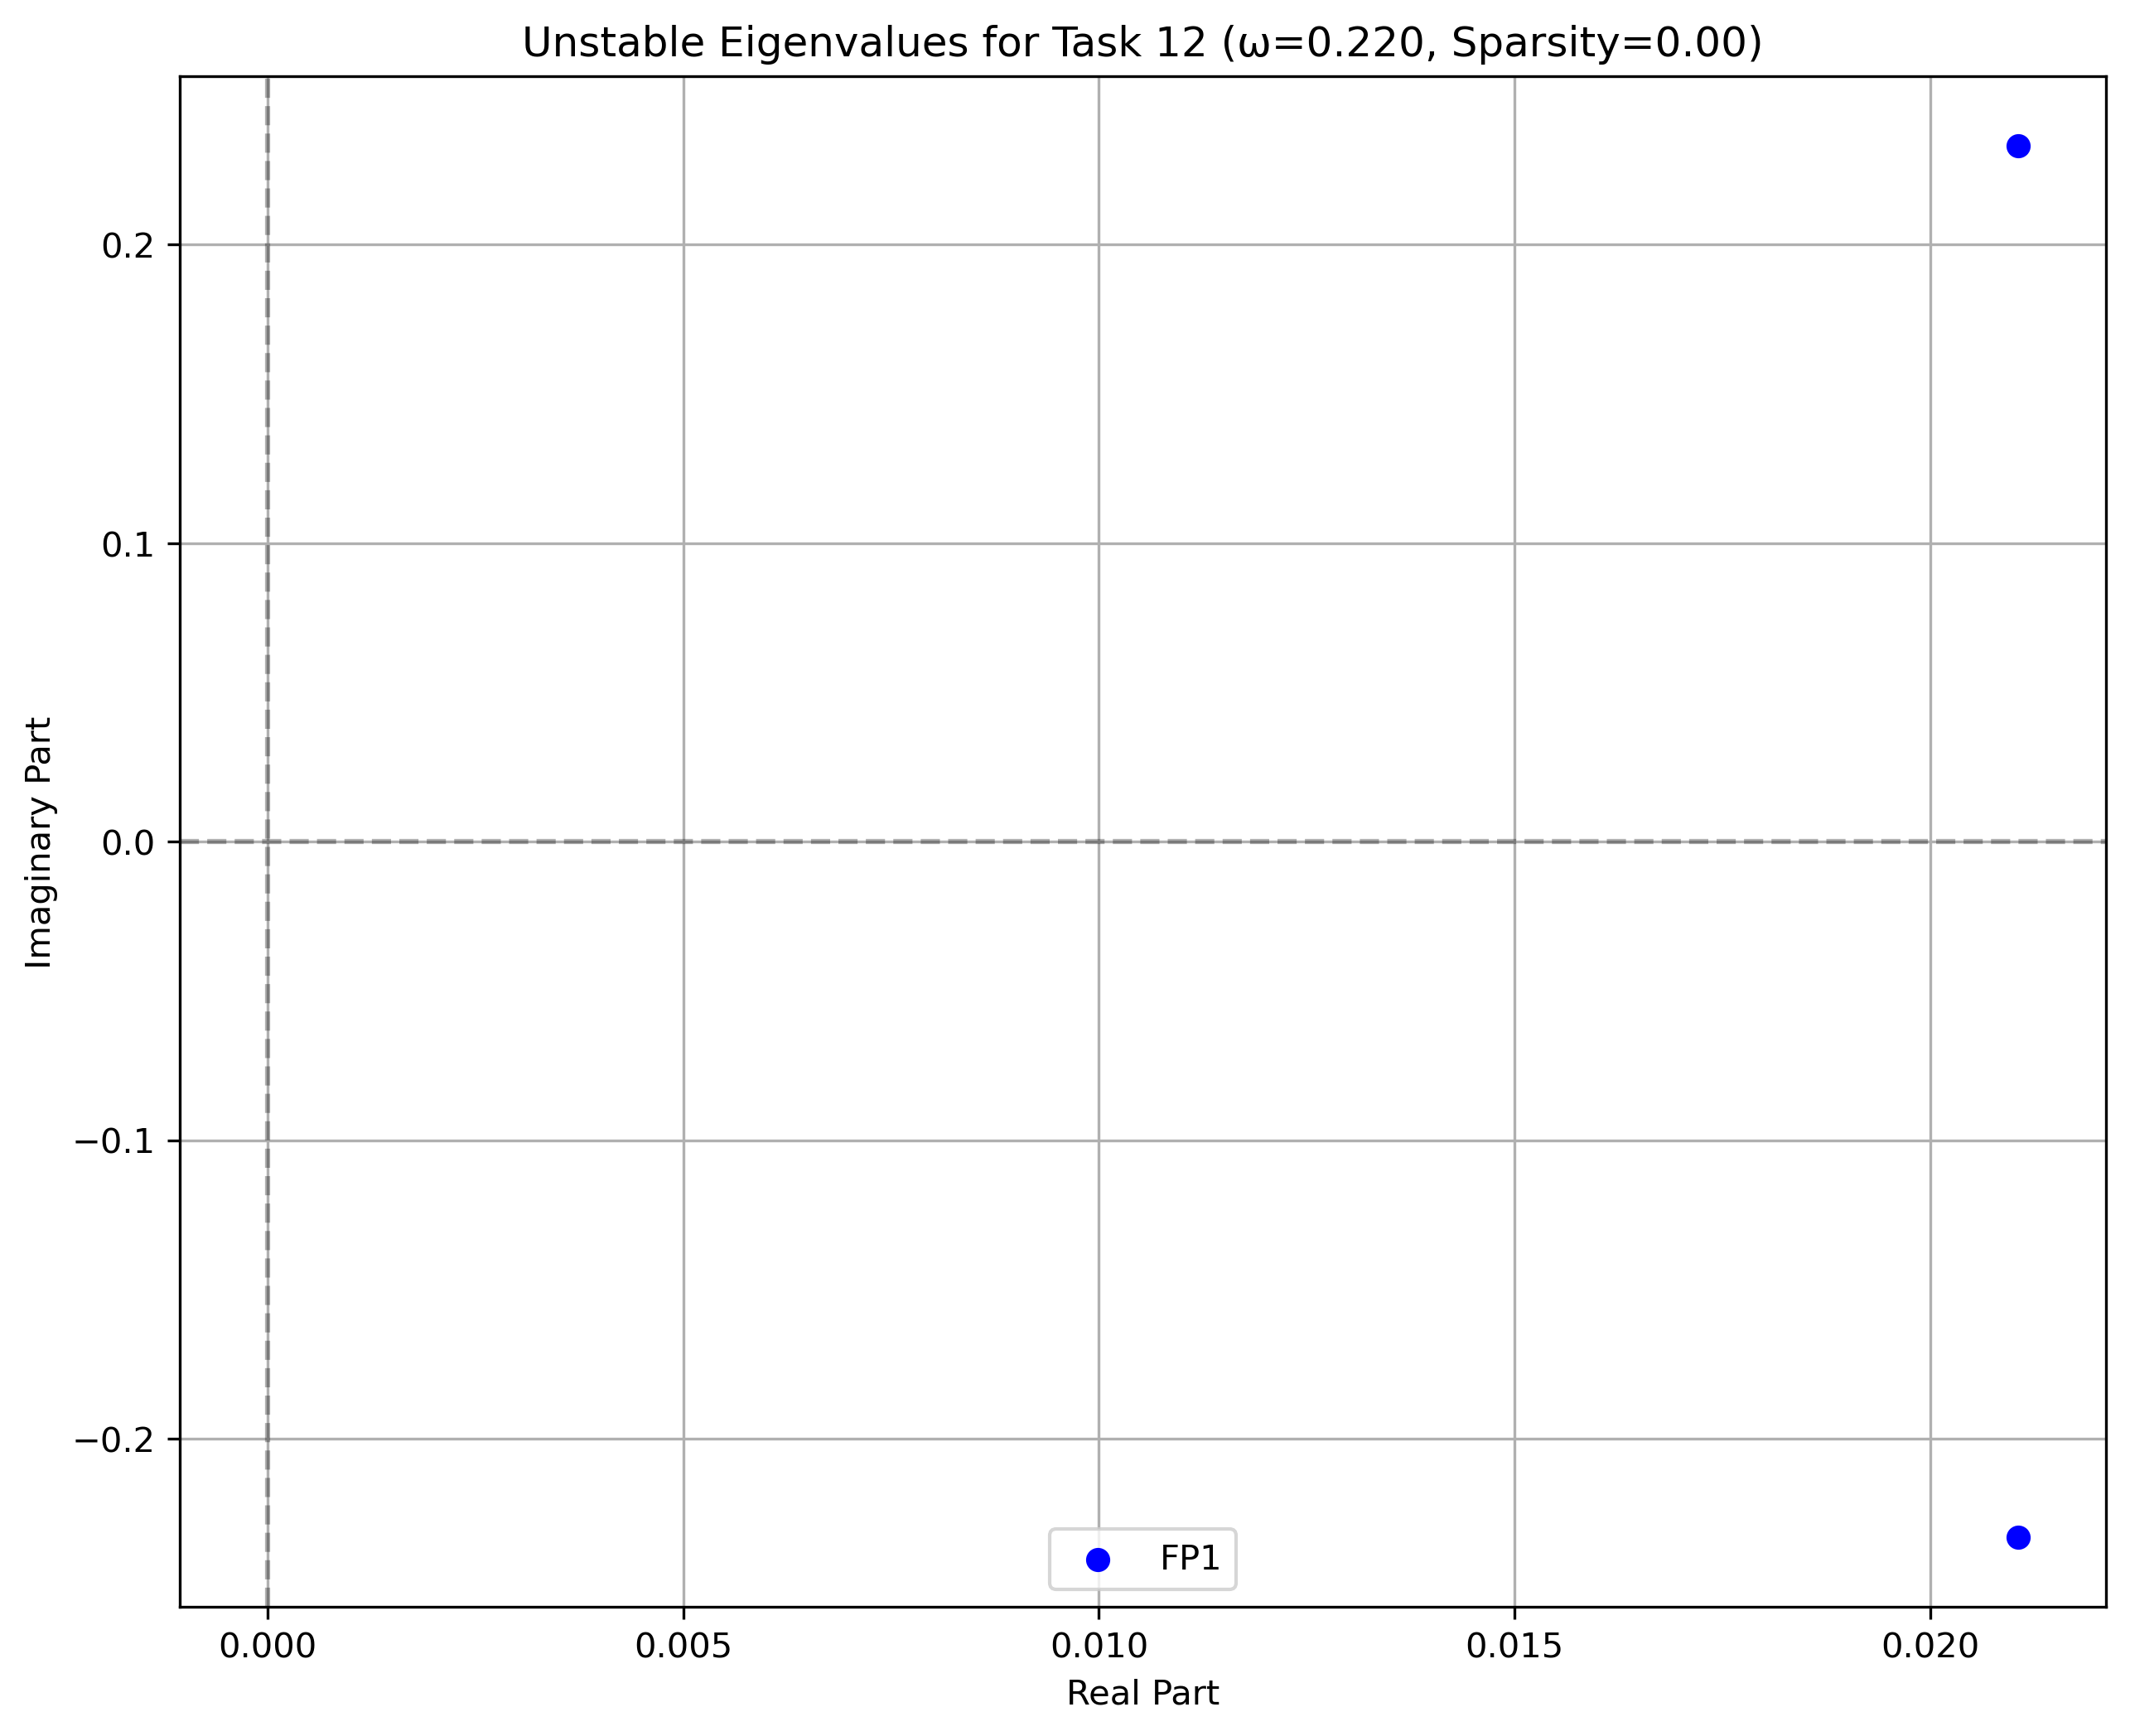 Unstable Eigenvalues for Task 12 (ω=0.220, Sparsity=0.00)
Imaginary Part
0.2
0.1
0.0
−0.1
−0.2
FP1
0.000 0.005 0.010 0.015 0.020
Real Part